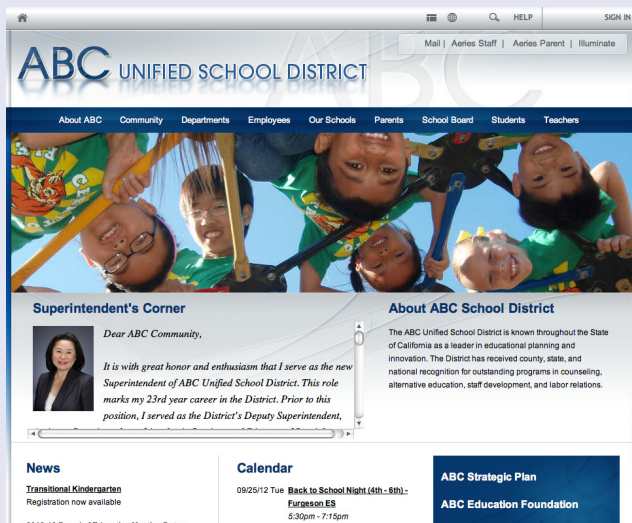 HELP
SIGN IN
Mail | Aeries Staff | Aeries Parent | Illuminate
ABC UNIFIED SCHOOL DISTRICT
About ABC Community Departments Employees Our Schools Parents School Board Students Teachers
Superintendent's Corner
Dear ABC Community,
It is with great honor and enthusiasm that I serve as the new
Superintendent of ABC Unified School District. This role
marks my 23rd year career in the District. Prior to this
position, I served as the District's Deputy Superintendent,
About ABC School District
The ABC Unified School District is known throughout the State
of California as a leader in educational planning and
innovation. The District has received county, state, and
national recognition for outstanding programs in counseling,
alternative education, staff development, and labor relations.
News
Transitional Kindergarten
Registration now available
Calendar
09/25/12 Tue Back to School Night (4th - 6th) -
Furgeson ES
5:30pm - 7:15pm
ABC Strategic Plan
ABC Education Foundation